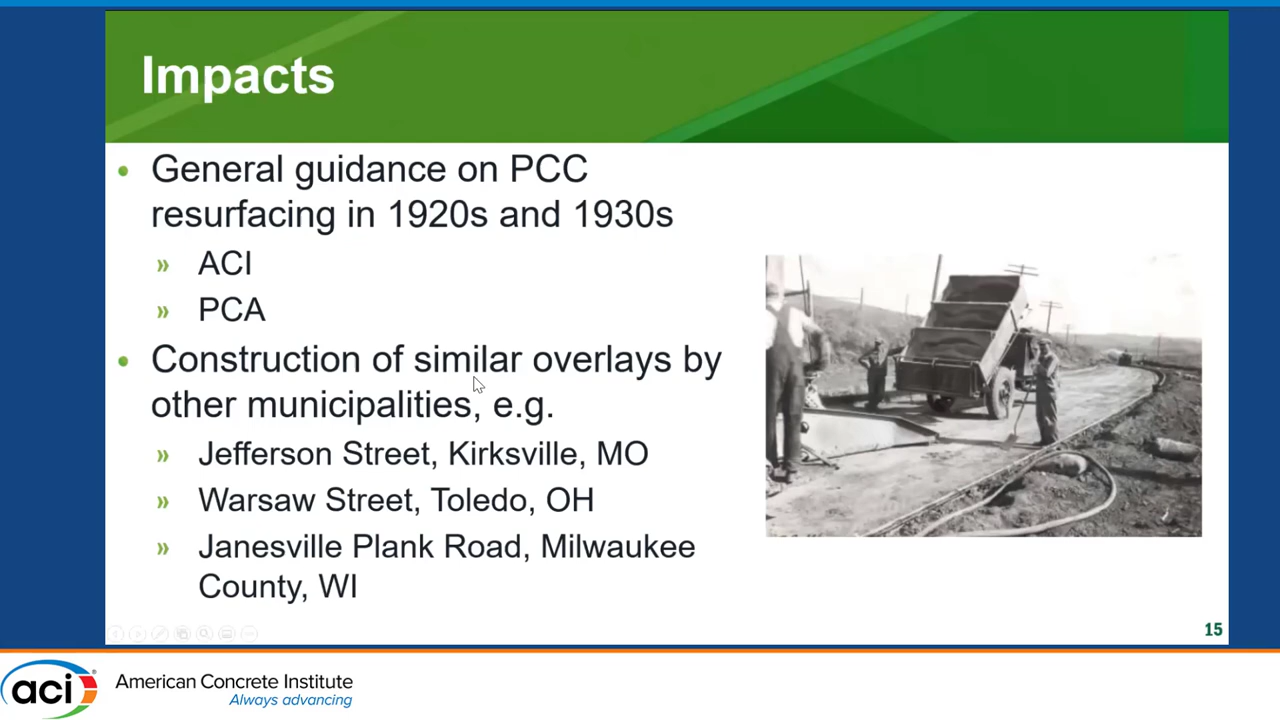 Impacts
General guidance on PCC
resurfacing in 1920s and 1930s
» ACI
» PCA
Construction of similar overlays by
other municipalities, e.g.
» Jefferson Street, Kirksville, MO
» Warsaw Street, Toledo, OH
» Janesville Plank Road, Milwaukee
County, WI
15
aci
American Concrete Institute
Always advancing